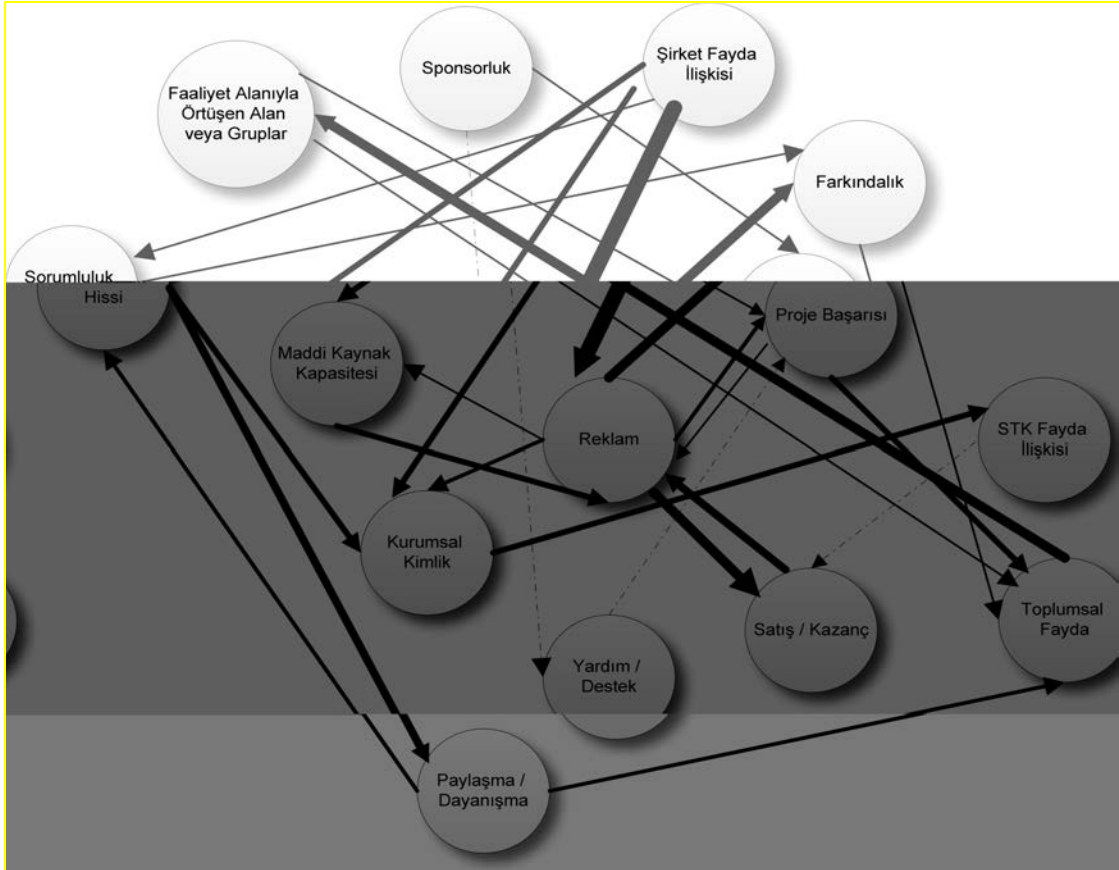 Sponsorluk
Şirket Fayda
İlişkisi
Faaliyet Alanıyla
Örtüşen Alan
veya Gruplar
Farkındalık
Sorumluluk
Hissi
Proje Başarısı
Maddi Kaynak
Kapasitesi
Reklam
STK Fayda
İlişkisi
Kurumsal
Kimlik
Satış / Kazanç
Toplumsal
Fayda
Yardım /
Destek
Paylaşma /
Dayanışma